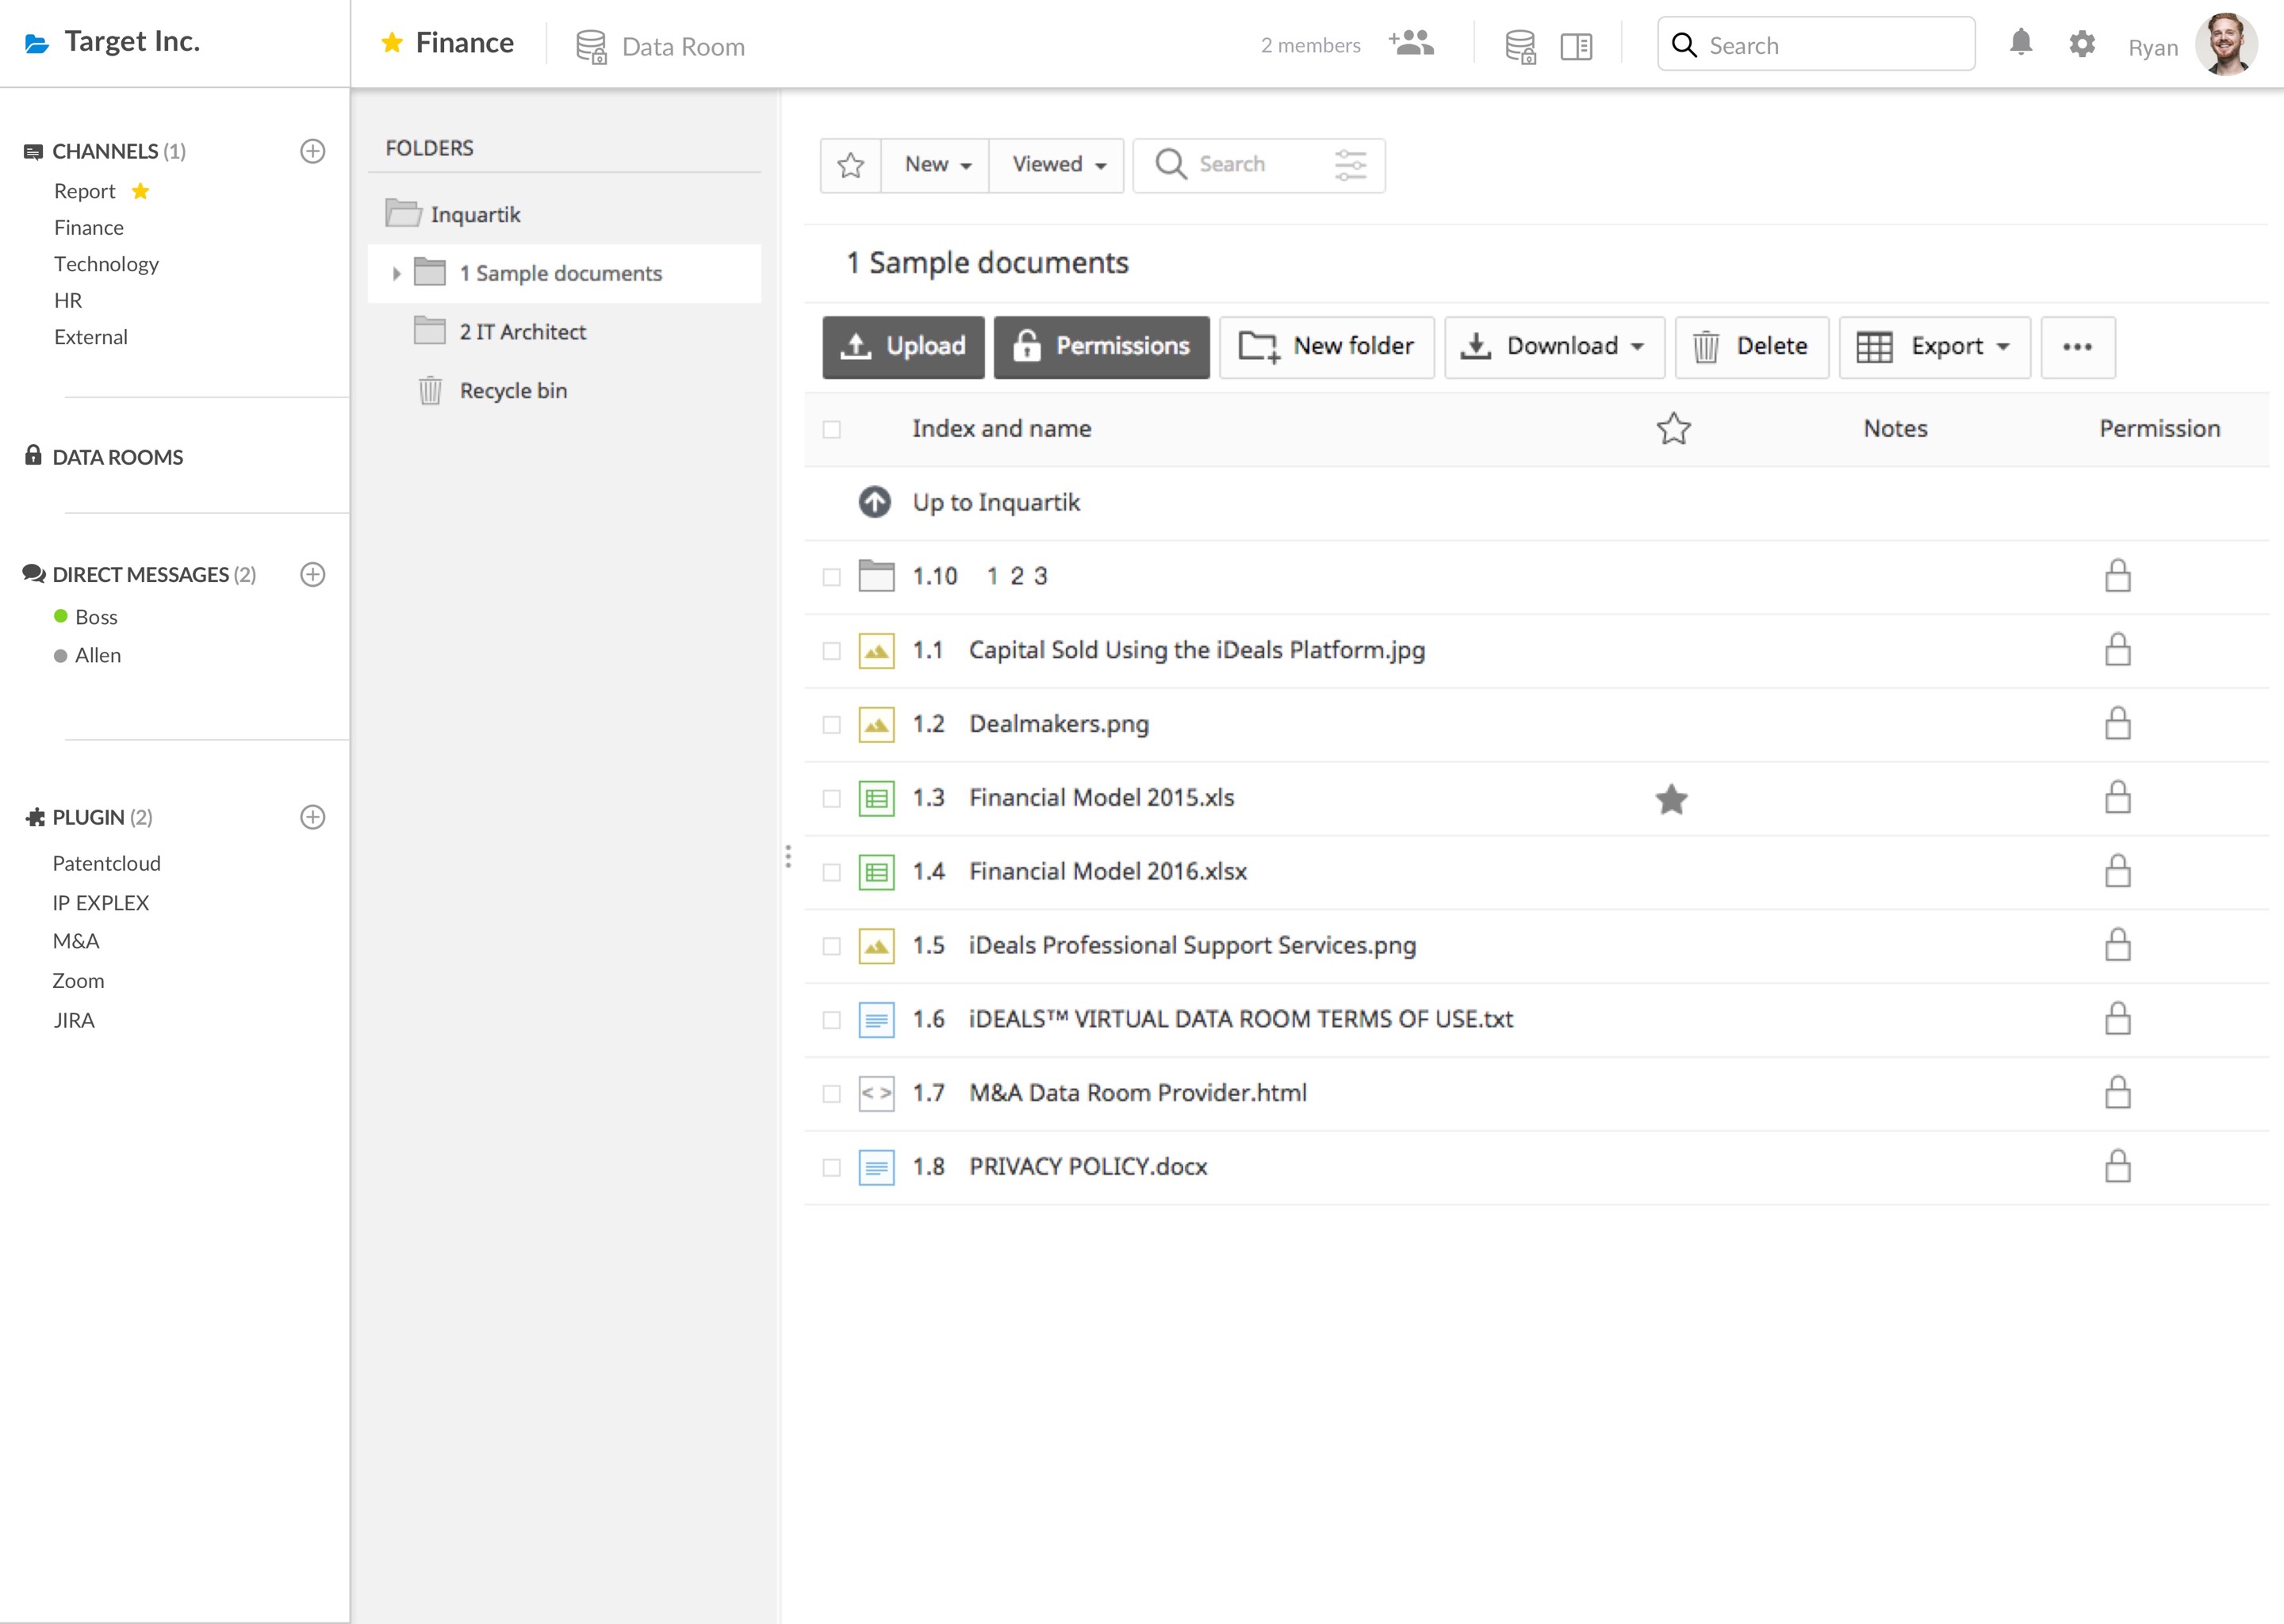 Target Inc.
Finance
Data Room
2 members
Search
Ryan
CHANNELS (1)
Report
Finance
Technology
HR
External
DATA ROOMS
DIRECT MESSAGES (2)
Boss
Allen
PLUGIN (2)
Patentcloud
IP EXPLEX
M&A
Zoom
JIRA
FOLDERS
Inquartik
1 Sample documents
2 IT Architect
Recycle bin
New Viewed Search
1 Sample documents
Upload Permissions New folder Download Delete Export
Index and name Notes Permission
Up to Inquartik
1.10 1 2 3
1.1 Capital Sold Using the iDeals Platform.jpg
1.2 Dealmakers.png
1.3 Financial Model 2015.xls
1.4 Financial Model 2016.xlsx
1.5 iDeals Professional Support Services.png
1.6 iDEALS™ VIRTUAL DATA ROOM TERMS OF USE.txt
1.7 M&A Data Room Provider.html
1.8 PRIVACY POLICY.docx